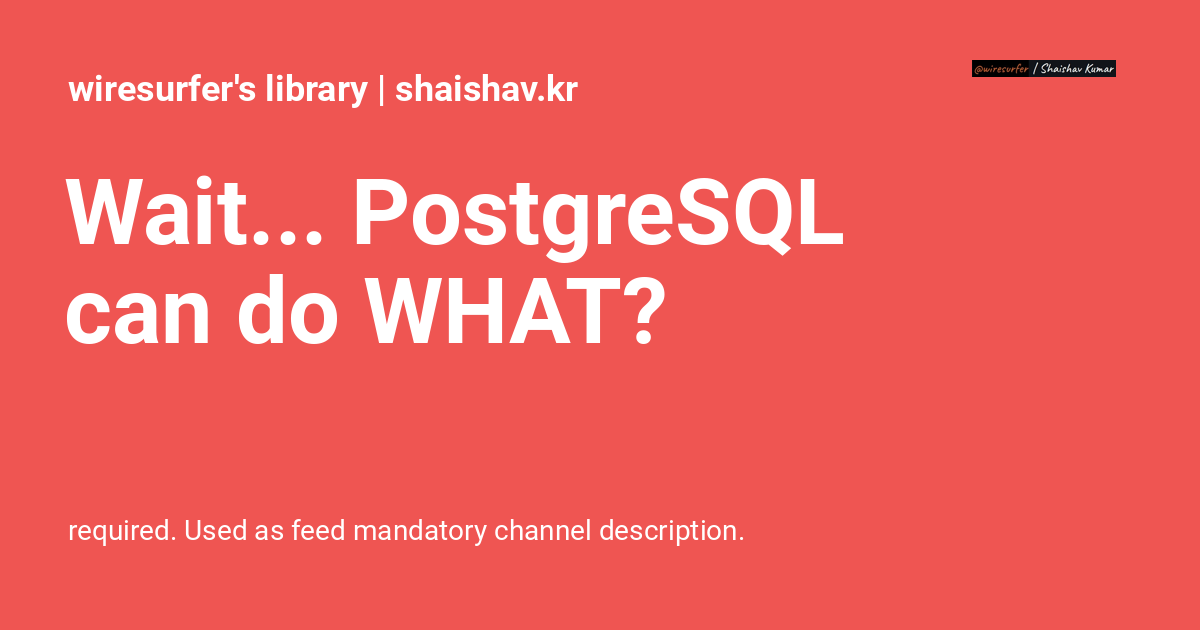 wiresurfer's library | shaishav.kr
@wiresurfer | Shaishav Kumar
Wait... PostgreSQL
can do WHAT?
required. Used as feed mandatory channel description.